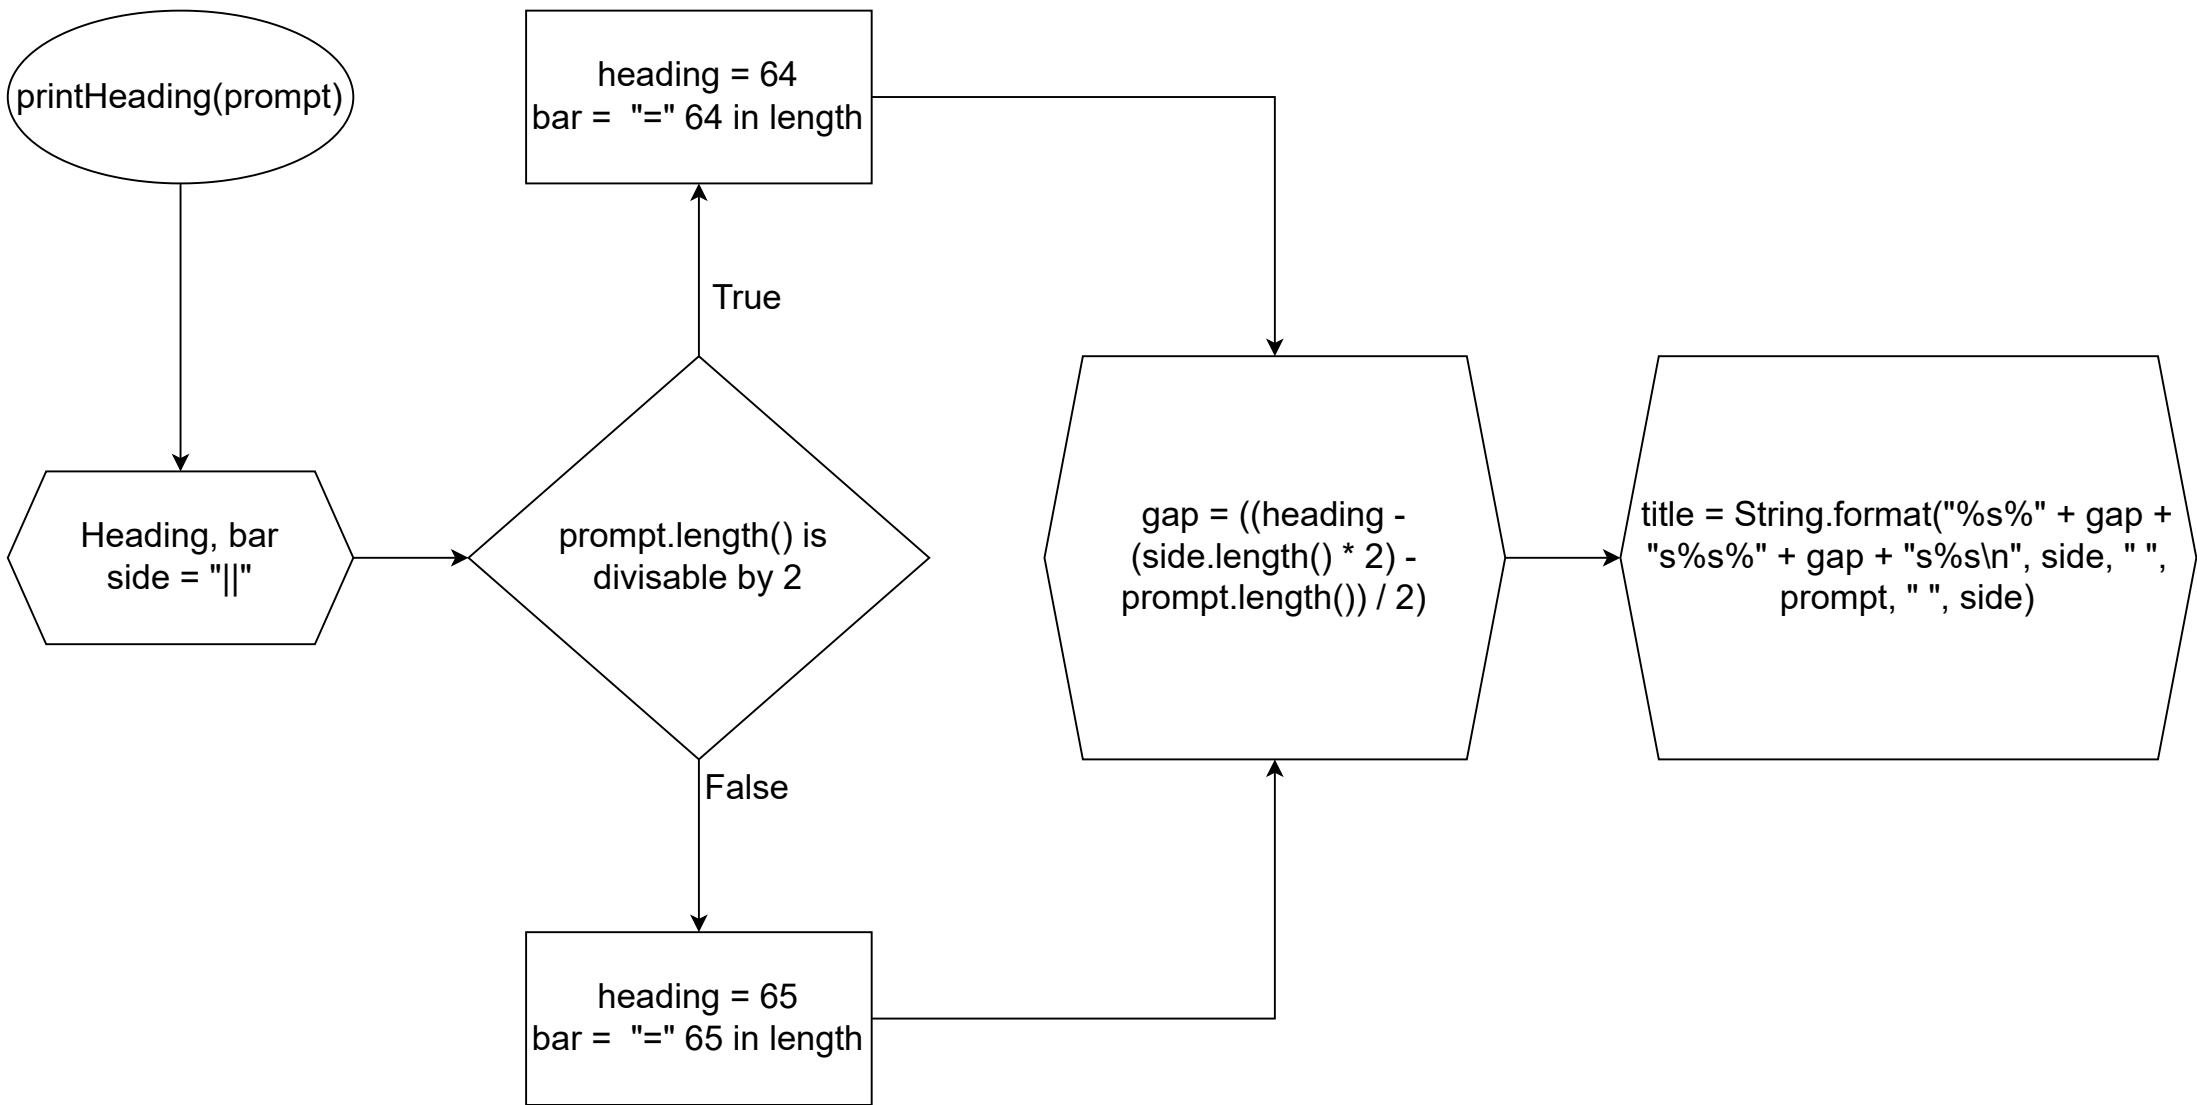 printHeading(prompt)
heading = 64
bar =  "=" 64 in length
True
Heading, bar
side = "||"
prompt.length() is
divisable by 2
gap = ((heading -
(side.length() * 2) -
prompt.length()) / 2)
title = String.format("%s%" + gap +
"s%s%" + gap + "s%s\n", side, " ",
prompt, " ", side)
False
heading = 65
bar =  "=" 65 in length